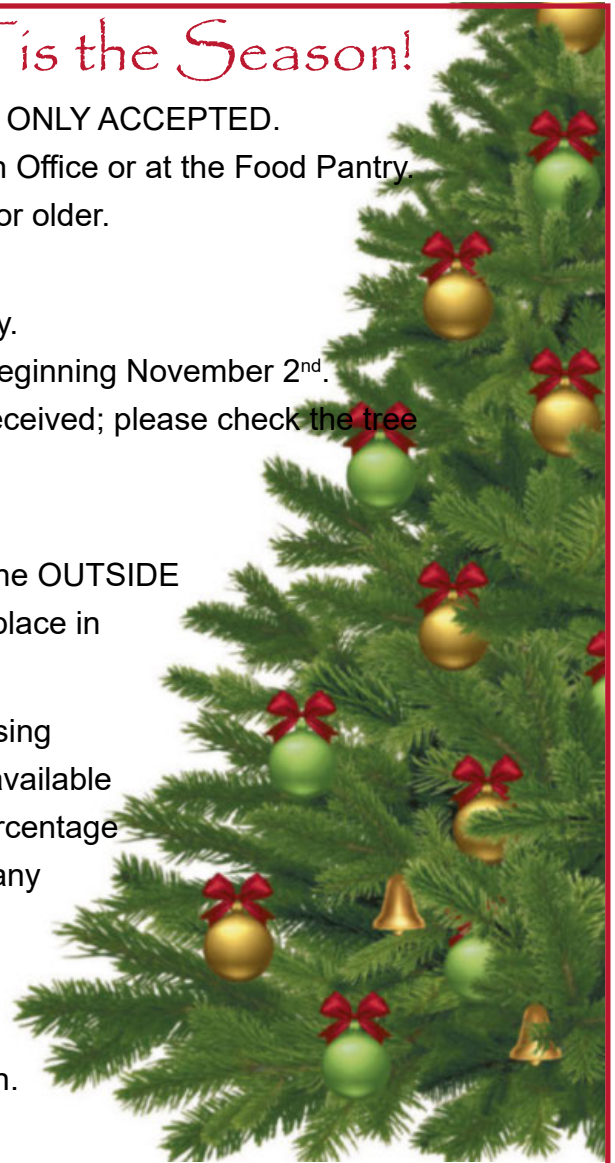 'is the Season!
ONLY ACCEPTED.
n Office or at the Food Pantry.
or older.
y.
eginning November 2nd.
eceived; please check the tree
he OUTSIDE
place in
sing
available
rcentage
any
n.